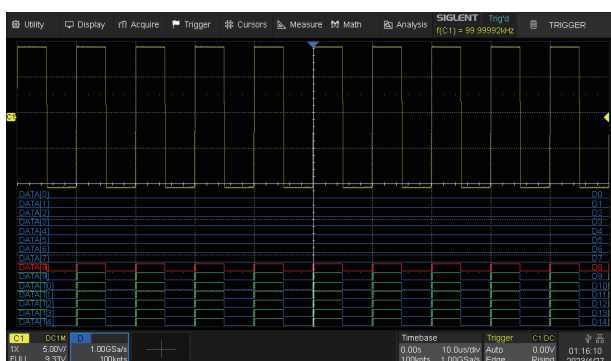 Utility Display Acquire Trigger Cursors Measure Math Analysis SIGLENT Trig'd TRIGGER
f(C1) = 99.99992kHz
C1
DATA[0] D0
DATA[1] D1
DATA[2] D2
DATA[3] D3
DATA[4] D4
DATA[5] D5
DATA[6] D6
DATA[7] D7
DATA[8] D8
DATA[9] D9
DATA[10] D10
DATA[11] D11
DATA[12] D12
DATA[13] D13
DATA[14] D14
C1 DC1M D Timebase Trigger C1:DC
1X 5.00V/ 1.00GSa/s 0.00s 10.0us/div Auto 0.00V 01:16:10
FULL 9.33V 100kpts 100kpts 1.00GSa/s Edge Rising